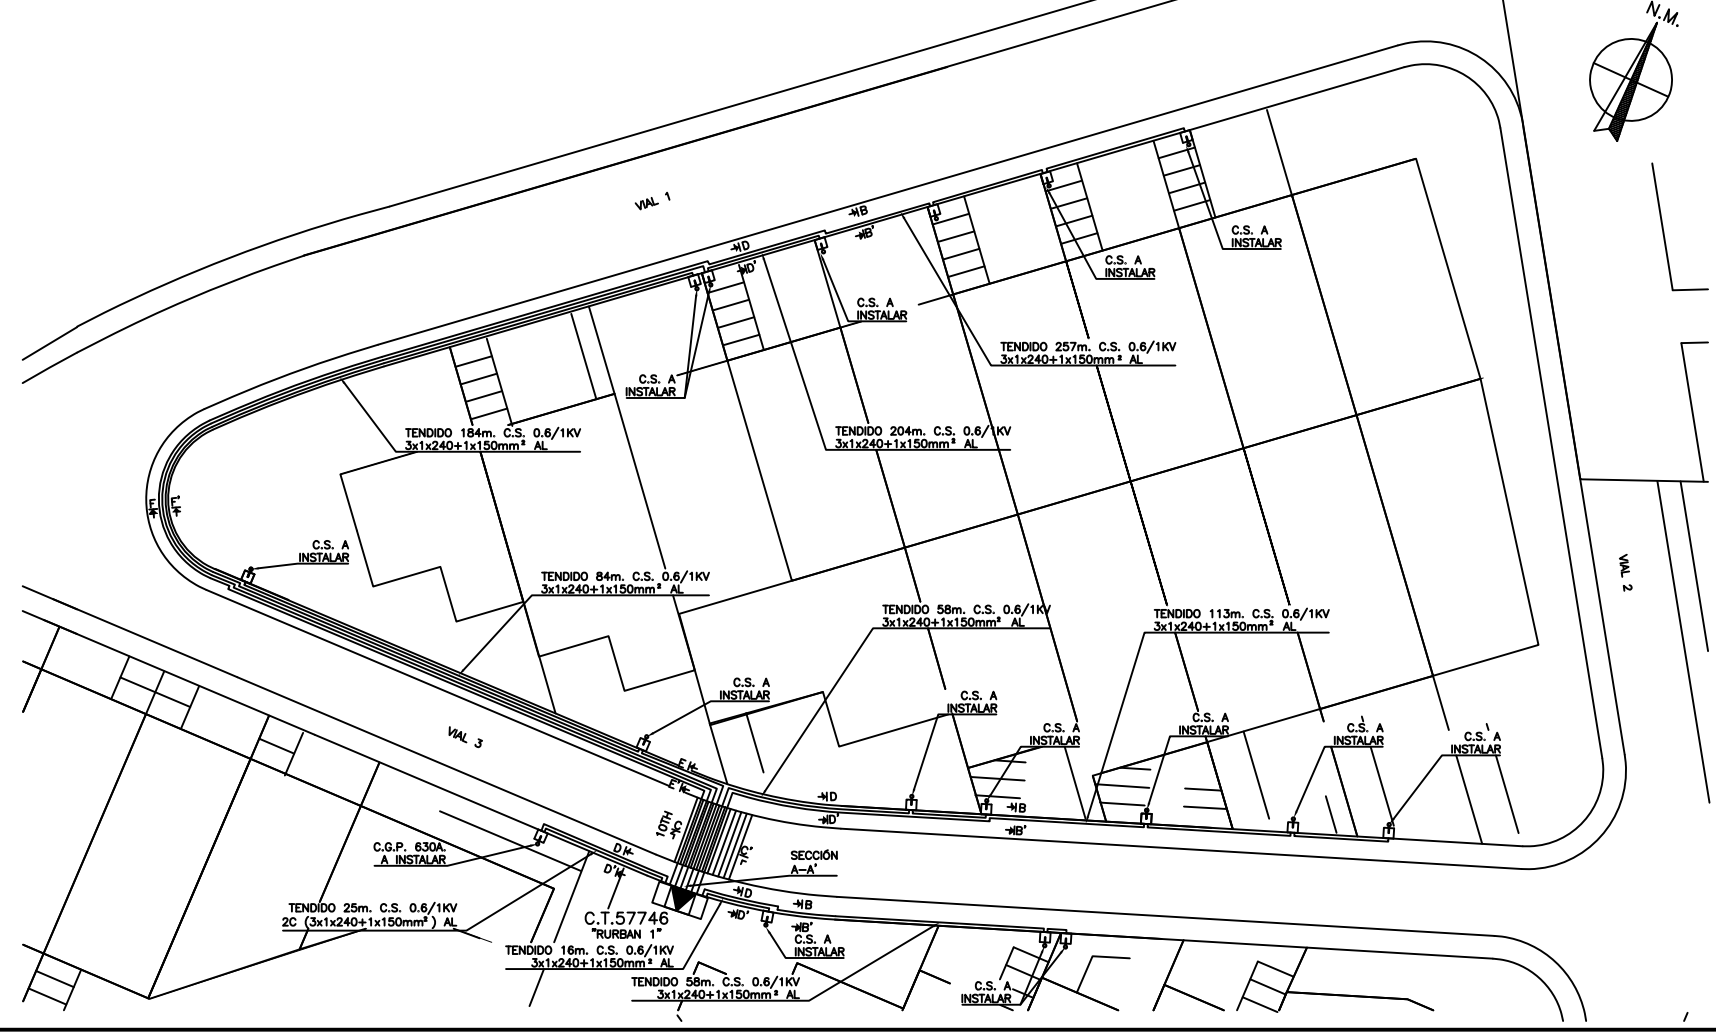 N.M.
VIAL 1
B
B'
D
D'
C.S. A
INSTALAR
C.S. A
INSTALAR
C.S. A
INSTALAR
TENDIDO 257m. C.S. 0.6/1KV
3x1x240+1x150mm² AL
C.S. A
INSTALAR
TENDIDO 184m. C.S. 0.6/1KV
3x1x240+1x150mm² AL
TENDIDO 204m. C.S. 0.6/1KV
3x1x240+1x150mm² AL
C.S. A
INSTALAR
TENDIDO 84m. C.S. 0.6/1KV
3x1x240+1x150mm² AL
VIAL 2
TENDIDO 58m. C.S. 0.6/1KV
3x1x240+1x150mm² AL
TENDIDO 113m. C.S. 0.6/1KV
3x1x240+1x150mm² AL
C.S. A
INSTALAR
C.S. A
INSTALAR
C.S. A
INSTALAR
C.S. A
INSTALAR
C.S. A
INSTALAR
C.S. A
INSTALAR
VIAL 3
E
E'
D
D'
B
B'
10TH
C
C'
C.G.P. 630A.
A INSTALAR
D
D'
SECCIÓN
A-A'
D
D'
B
B'
C.T.57746
"RURBAN 1"
TENDIDO 25m. C.S. 0.6/1KV
2C (3x1x240+1x150mm²) AL
C.S. A
INSTALAR
TENDIDO 16m. C.S. 0.6/1KV
3x1x240+1x150mm² AL
TENDIDO 58m. C.S. 0.6/1KV
3x1x240+1x150mm² AL
C.S. A
INSTALAR